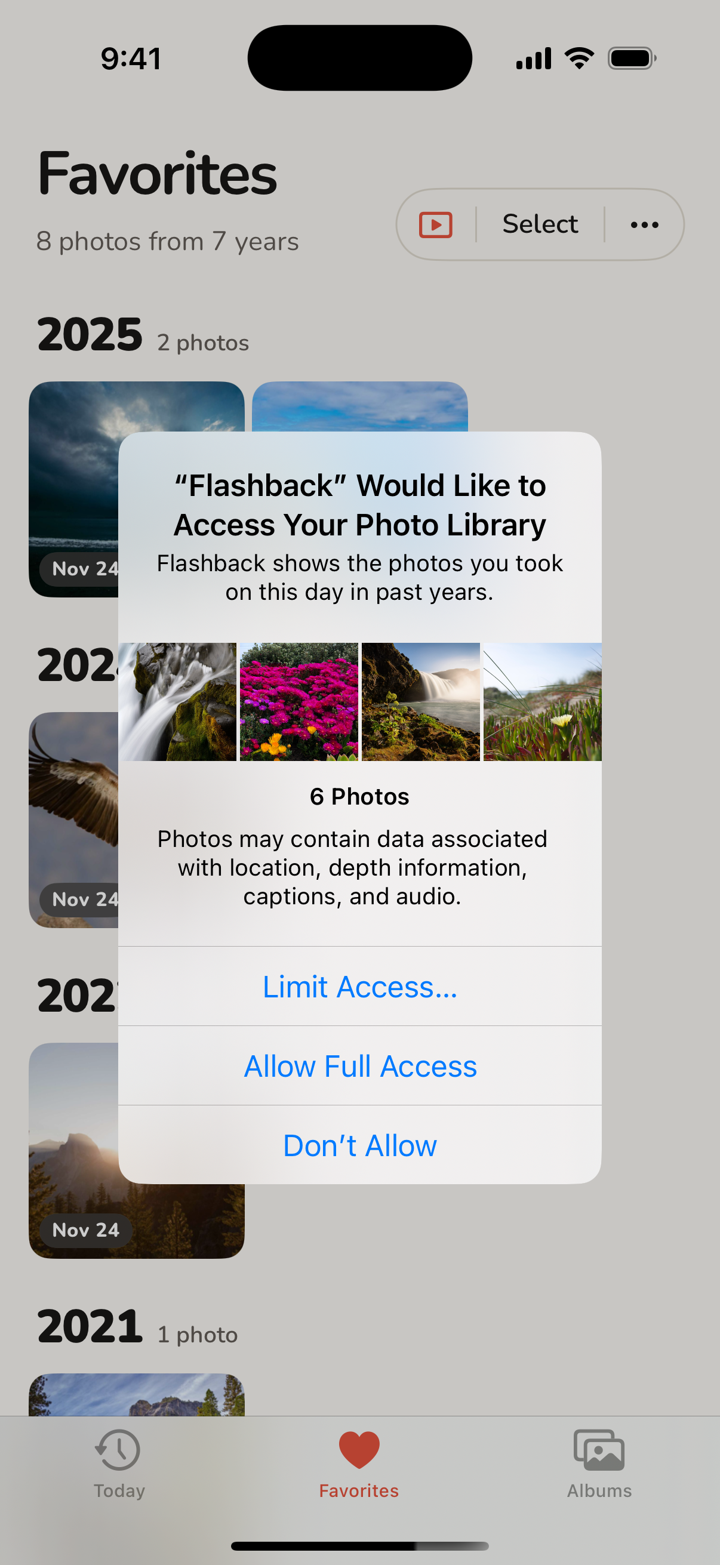 9:41
Favorites
8 photos from 7 years
Select
2025 2 photos
“Flashback” Would Like to
Access Your Photo Library
Flashback shows the photos you took
on this day in past years.
Nov 24
6 Photos
Photos may contain data associated
with location, depth information,
captions, and audio.
Nov 24
Limit Access...
Allow Full Access
Don’t Allow
Nov 24
2021 1 photo
Today
Favorites
Albums